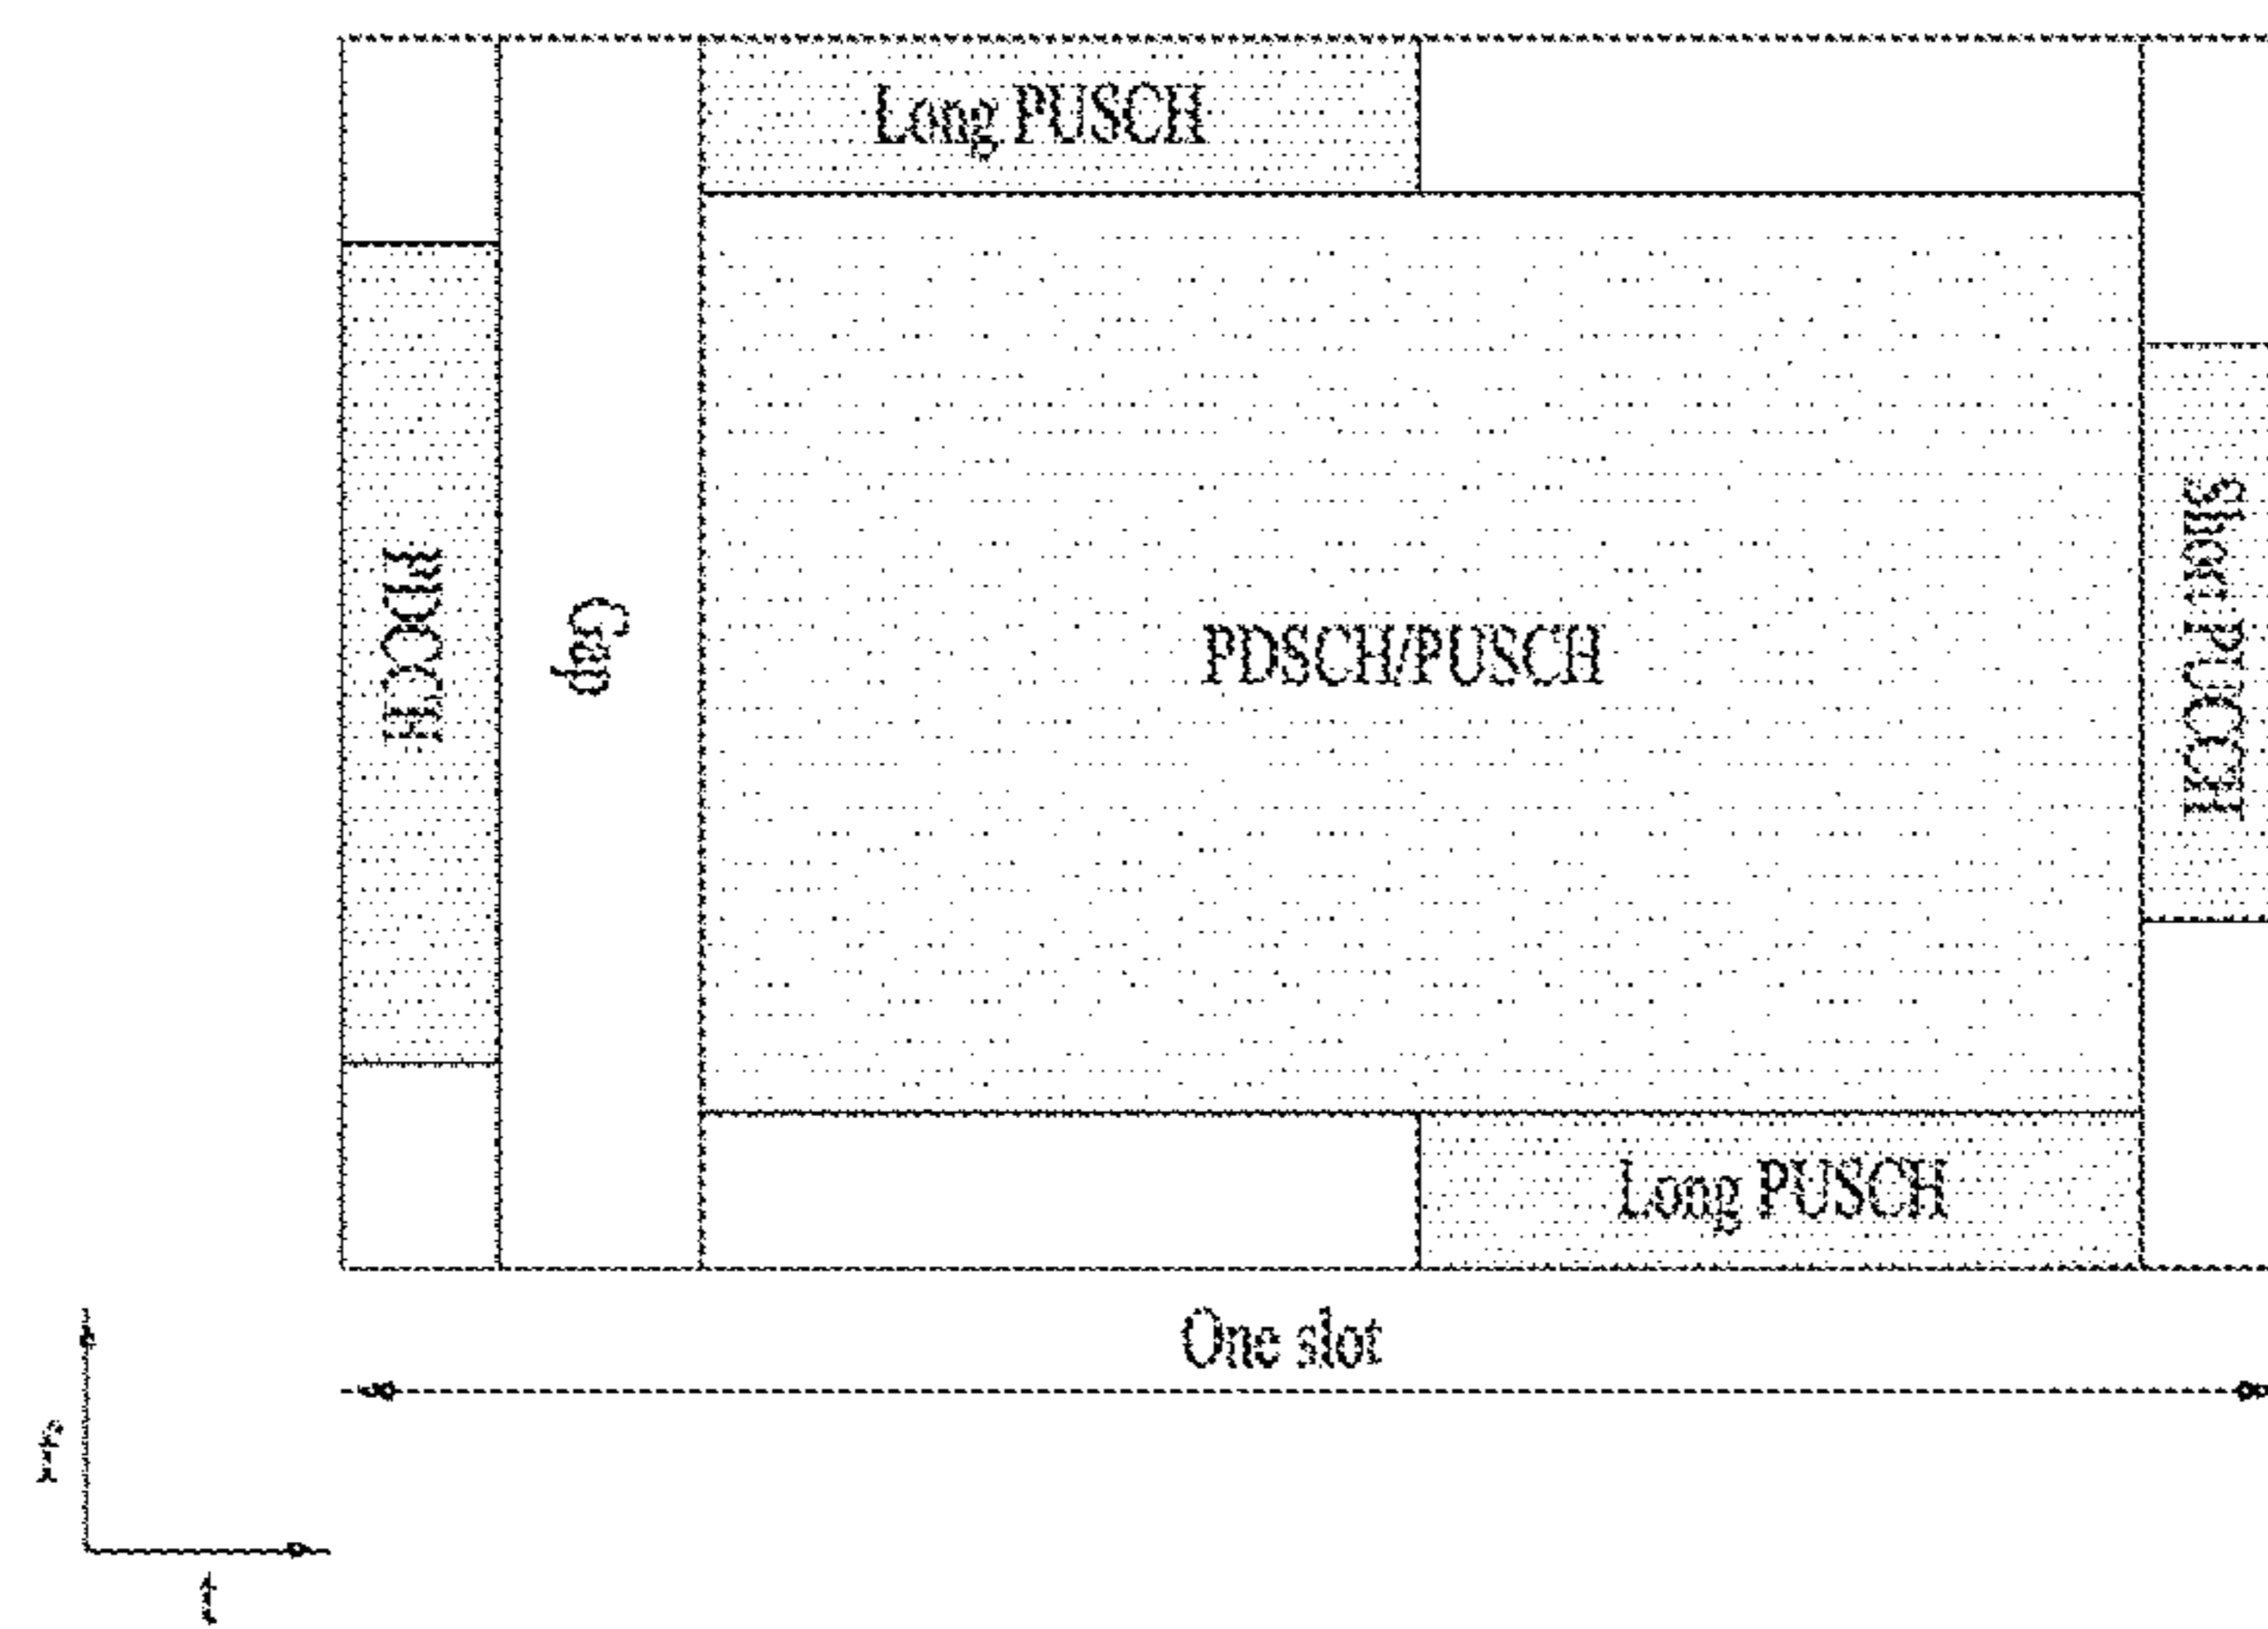 Long PUSCH
PDCCH
Gap
PDSCH/PUSCH
Short PUCCH
Long PUSCH
One slot
f
t